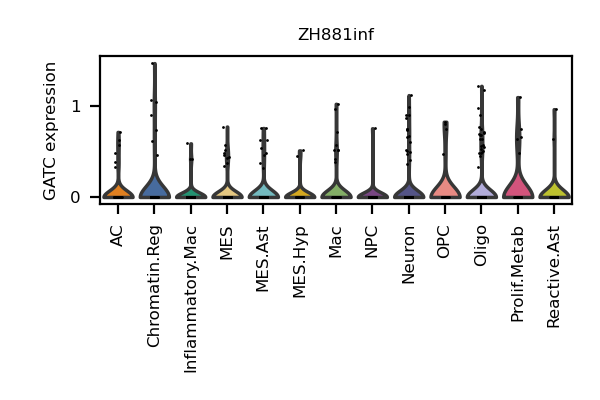 ZH881inf
GATC expression
1
0
AC
Chromatin.Reg
Inflammatory.Mac
MES
MES.Ast
MES.Hyp
Mac
NPC
Neuron
OPC
Oligo
Prolif.Metab
Reactive.Ast